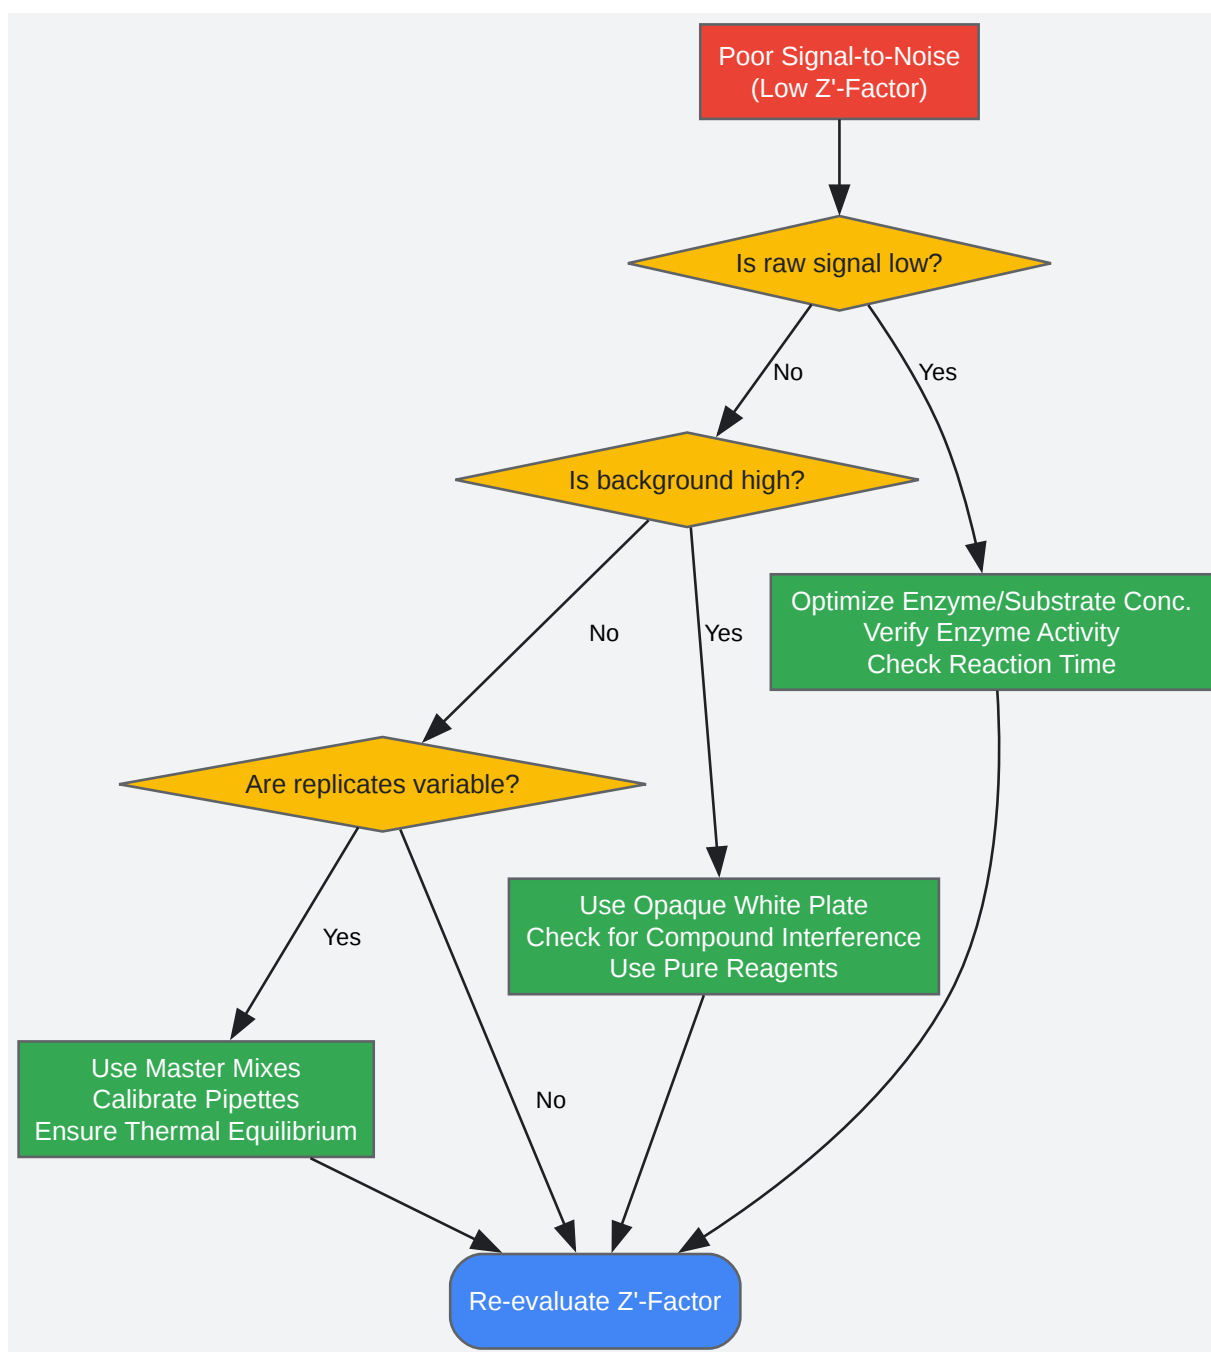 Poor Signal-to-Noise
(Low Z'-Factor)
Is raw signal low?
No
Yes
Is background high?
Optimize Enzyme/Substrate Conc.
Verify Enzyme Activity
Check Reaction Time
No
Yes
Are replicates variable?
Use Opaque White Plate
Check for Compound Interference
Use Pure Reagents
Yes
No
Use Master Mixes
Calibrate Pipettes
Ensure Thermal Equilibrium
Re-evaluate Z'-Factor